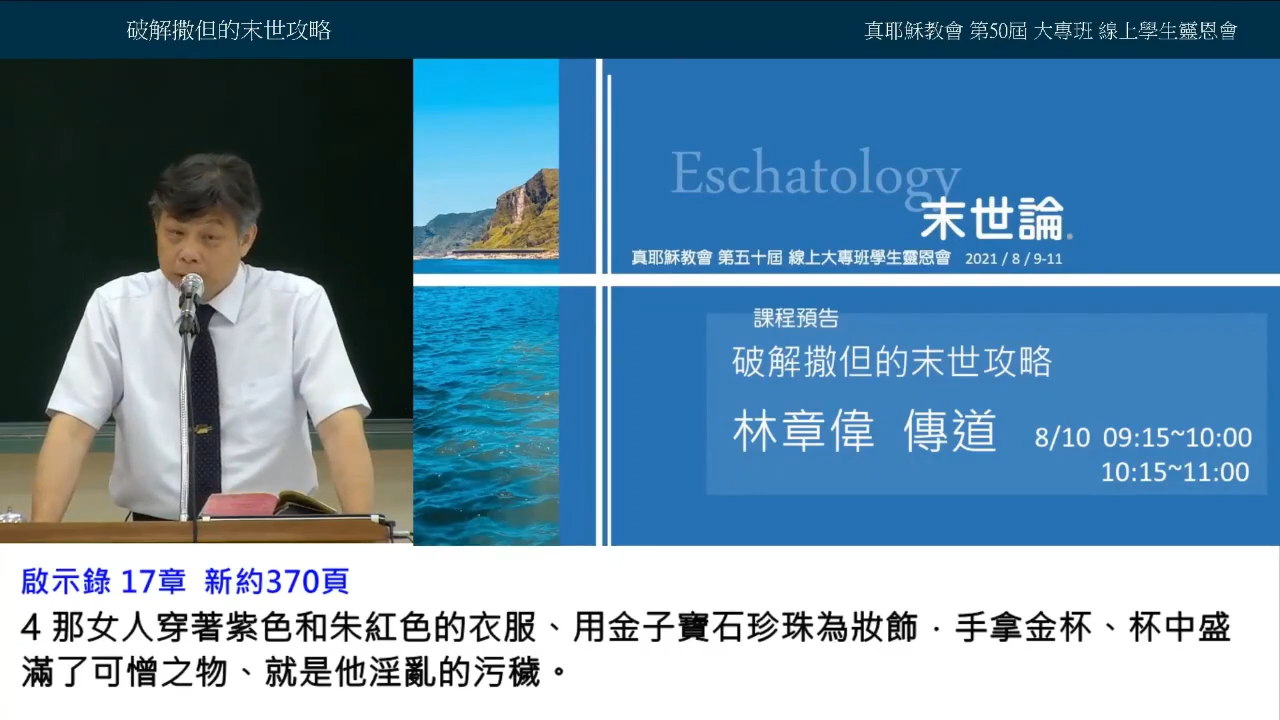 破解撒但的末世攻略
真耶穌教會 第50屆 大專班 線上學生靈恩會
Eschatology
末世論
真耶穌教會 第五十屆 線上大專班學生靈恩會 2021 / 8 / 9-11
課程預告
破解撒但的末世攻略
林章偉 傳道 8/10 09:15~10:00
10:15~11:00
啟示錄 17章 新約370頁
4 那女人穿著紫色和朱紅色的衣服、用金子寶石珍珠為妝飾．手拿金杯、杯中盛
滿了可憎之物、就是他淫亂的污穢。